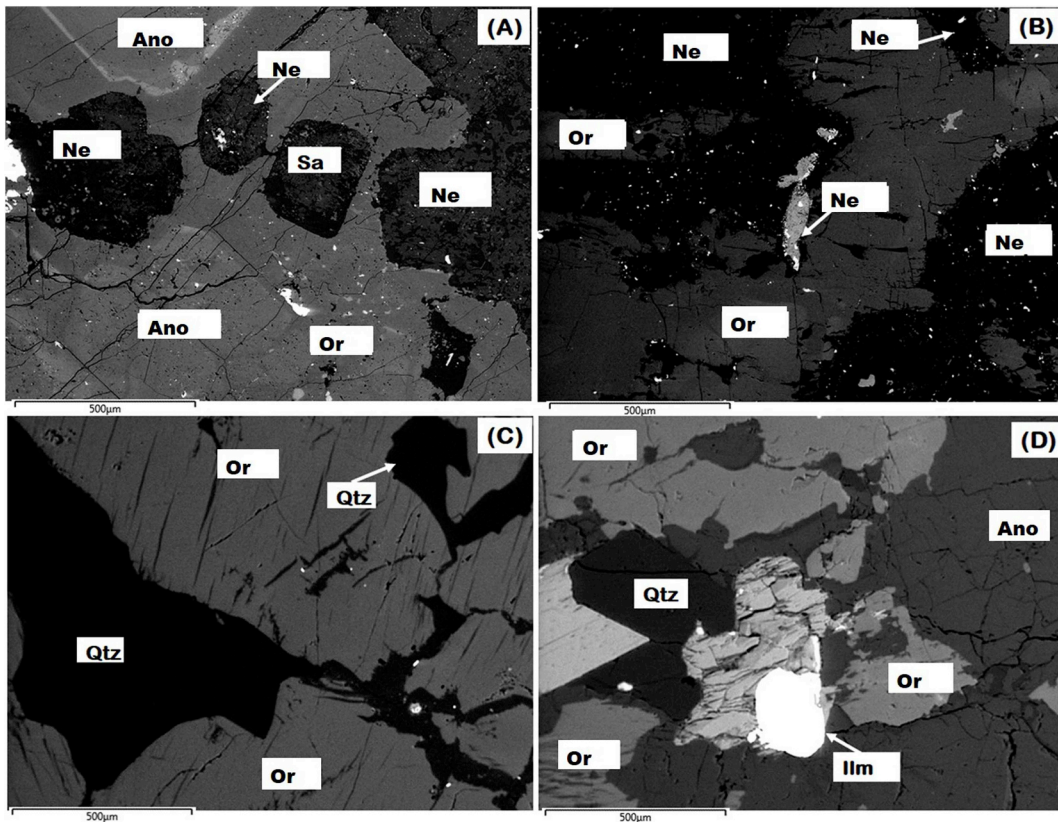 Ano
(A)
Ne
Ne
Sa
Ne
Ano
Or
500µm
(B)
Ne
Ne
Or
Ne
Ne
Or
500µm
(C)
Or
Qtz
Qtz
Or
500µm
(D)
Or
Ano
Qtz
Or
Or
Ilm
500µm